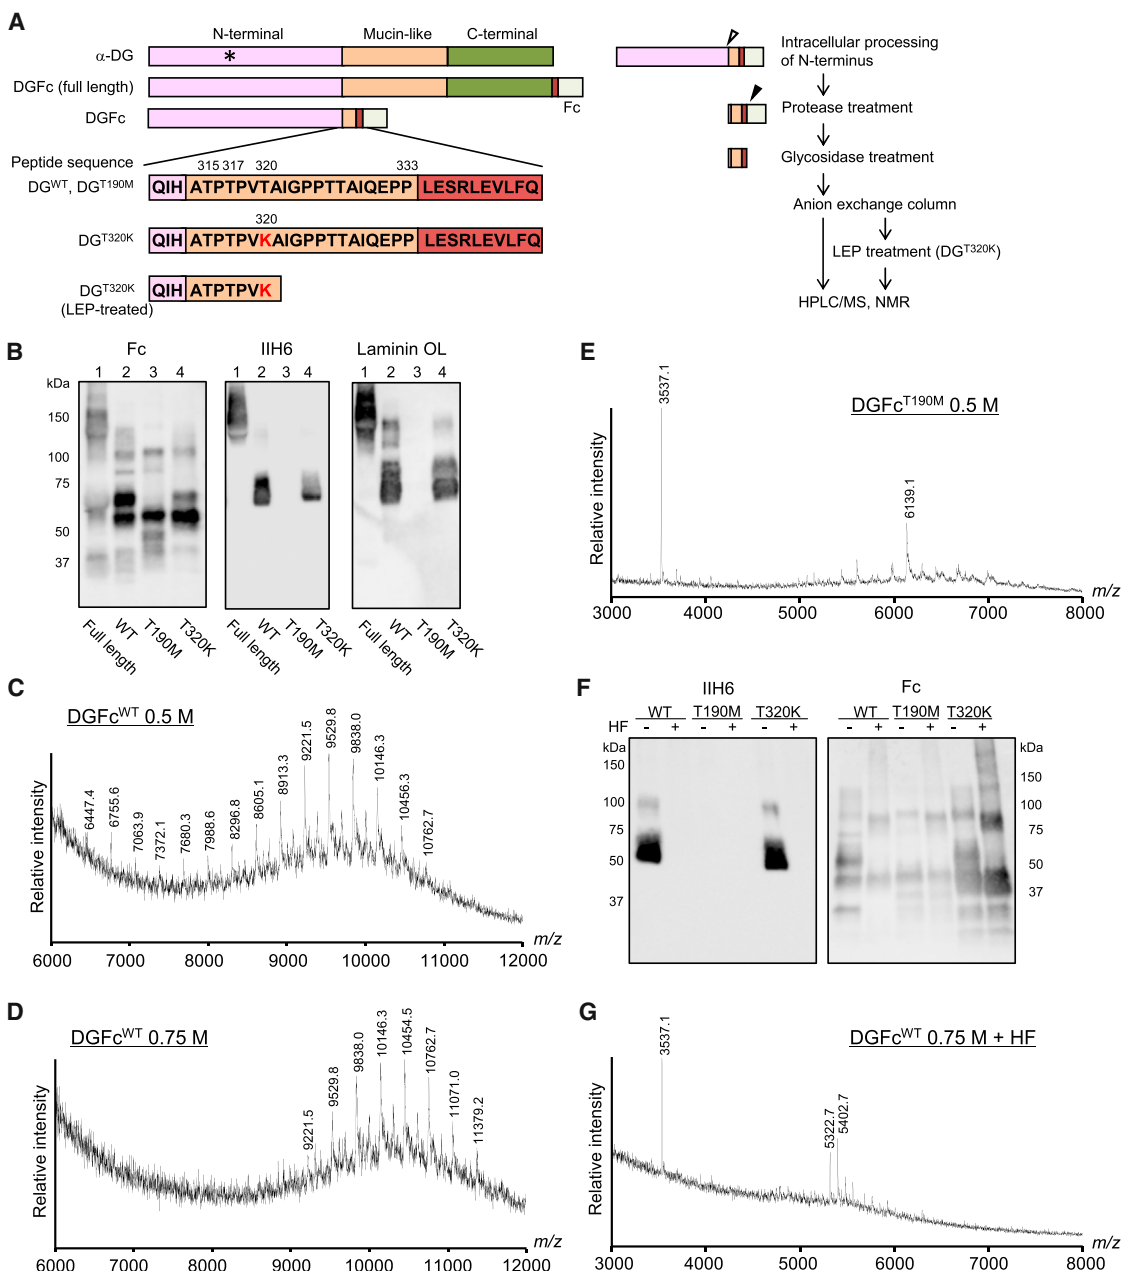 A
N-terminal Mucin-like C-terminal
α-DG
*
DGFc (full length)
Fc
DGFc
Peptide sequence
315 317 320 333
DGWT, DGT190M
QIH ATPTPVTAIGPPTTAIQEPP LESRLEVLFQ
320
DGT320K
QIH ATPTPVKAIGPPTTAIQEPP LESRLEVLFQ
DGT320K
(LEP-treated)
QIH ATPTPVK
Intracellular processing
of N-terminus
Protease treatment
Glycosidase treatment
Anion exchange column
LEP treatment (DGT320K)
HPLC/MS, NMR
B
Fc IIH6 Laminin OL
1 2 3 4 1 2 3 4 1 2 3 4
kDa
150
100
75
50
37
Full length WT T190M T320K
Full length WT T190M T320K
Full length WT T190M T320K
C
DGFcWT 0.5 M
Relative intensity
6447.4
6755.6
7063.9
7372.1
7680.3
7988.6
8296.8
8605.1
8913.3
9221.5
9529.8
9838.0
10146.3
10456.3
10762.7
m/z
6000 7000 8000 9000 10000 11000 12000
D
DGFcWT 0.75 M
Relative intensity
9221.5
9529.8
9838.0
10146.3
10454.5
10762.7
11071.0
11379.2
m/z
6000 7000 8000 9000 10000 11000 12000
E
DGFcT190M 0.5 M
Relative intensity
3537.1
6139.1
m/z
3000 4000 5000 6000 7000 8000
F
IIH6 Fc
WT T190M T320K WT T190M T320K
HF - + - + - + - + - + - +
kDa
150
100
75
50
37
kDa
150
100
75
50
37
G
DGFcWT 0.75 M + HF
Relative intensity
3537.1
5322.7
5402.7
m/z
3000 4000 5000 6000 7000 8000